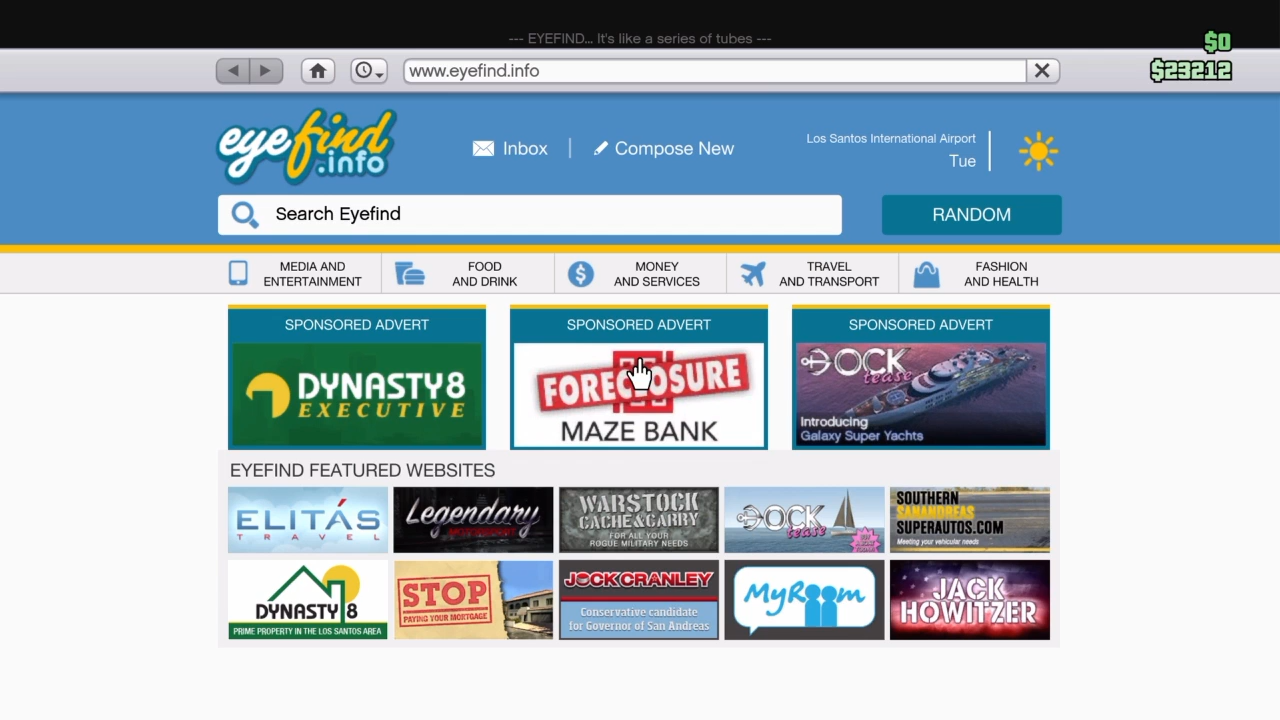 --- EYEFIND... It's like a series of tubes ---
$0
www.eyefind.info
$23212
eyefind
.info
Inbox
Compose New
Los Santos International Airport
Tue
Search Eyefind
RANDOM
MEDIA AND
ENTERTAINMENT
FOOD
AND DRINK
MONEY
AND SERVICES
TRAVEL
AND TRANSPORT
FASHION
AND HEALTH
SPONSORED ADVERT
DYNASTY8
EXECUTIVE
SPONSORED ADVERT
FORECLOSURE
MAZE BANK
SPONSORED ADVERT
DOCK
tease
Introducing
Galaxy Super Yachts
EYEFIND FEATURED WEBSITES
ELITÁS
TRAVEL
Legendary
MOTORSPORT
WARSTOCK
CACHE&CARRY
FOR ALL YOUR
ROGUE MILITARY NEEDS
DOCK
tease
SOUTHERN
SANANDREAS
SUPERAUTOS.COM
Meeting your vehicular needs
DYNASTY 8
PRIME PROPERTY IN THE LOS SANTOS AREA
STOP
PAYING YOUR MORTGAGE
JOCK CRANLEY
Conservative candidate
for Governor of San Andreas
MyRoom
JACK
HOWITZER